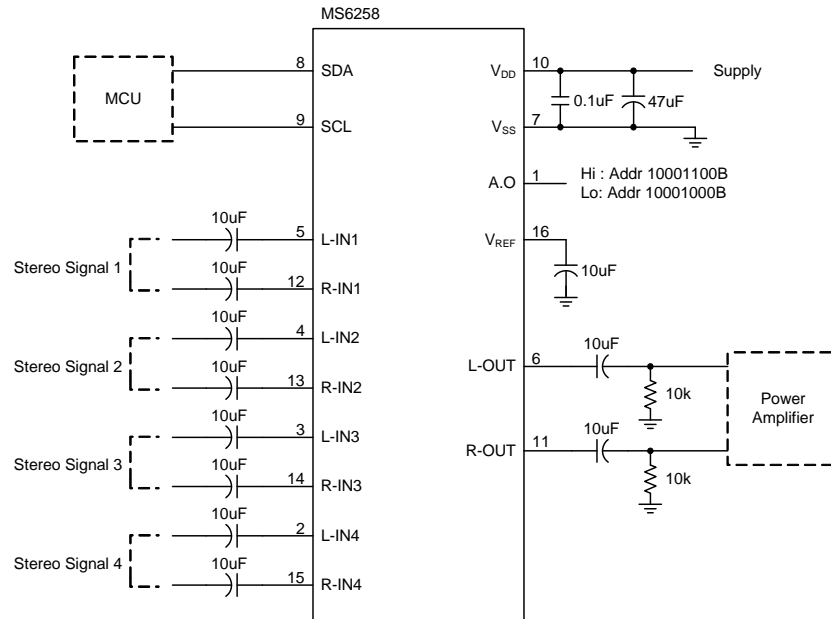 MS6258
MCU
8 SDA
9 SCL
V_DD 10
Supply
0.1uF
47uF
V_SS 7
A.O 1
Hi : Addr 10001100B
Lo: Addr 10001000B
V_REF 16
10uF
Stereo Signal 1
10uF
5 L-IN1
10uF
12 R-IN1
Stereo Signal 2
10uF
4 L-IN2
10uF
13 R-IN2
Stereo Signal 3
10uF
3 L-IN3
10uF
14 R-IN3
Stereo Signal 4
10uF
2 L-IN4
10uF
15 R-IN4
L-OUT 6
10uF
10k
R-OUT 11
10uF
10k
Power
Amplifier